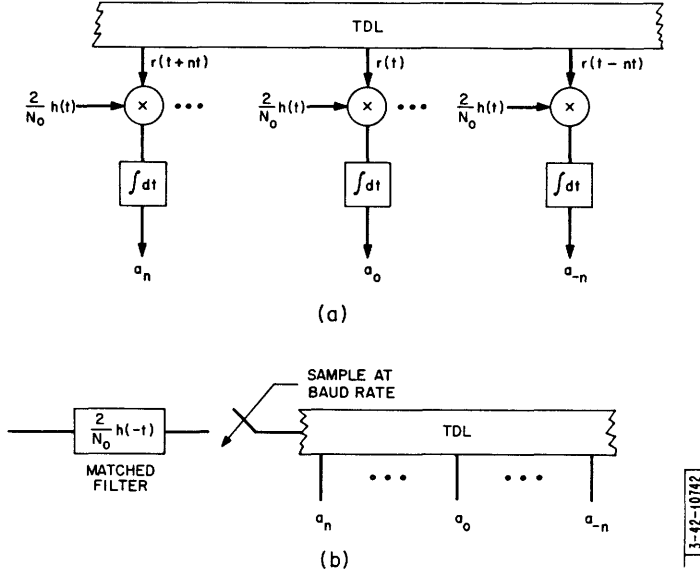 TDL
r(t+nt)
r(t)
r(t − nt)
2/N₀ h(t)
×
•••
2/N₀ h(t)
×
•••
2/N₀ h(t)
×
∫dt
∫dt
∫dt
aₙ
a₀
a₋ₙ
(a)
SAMPLE AT
BAUD RATE
2/N₀ h(-t)
TDL
MATCHED
FILTER
•••
•••
aₙ
a₀
a₋ₙ
(b)
3-42-10742